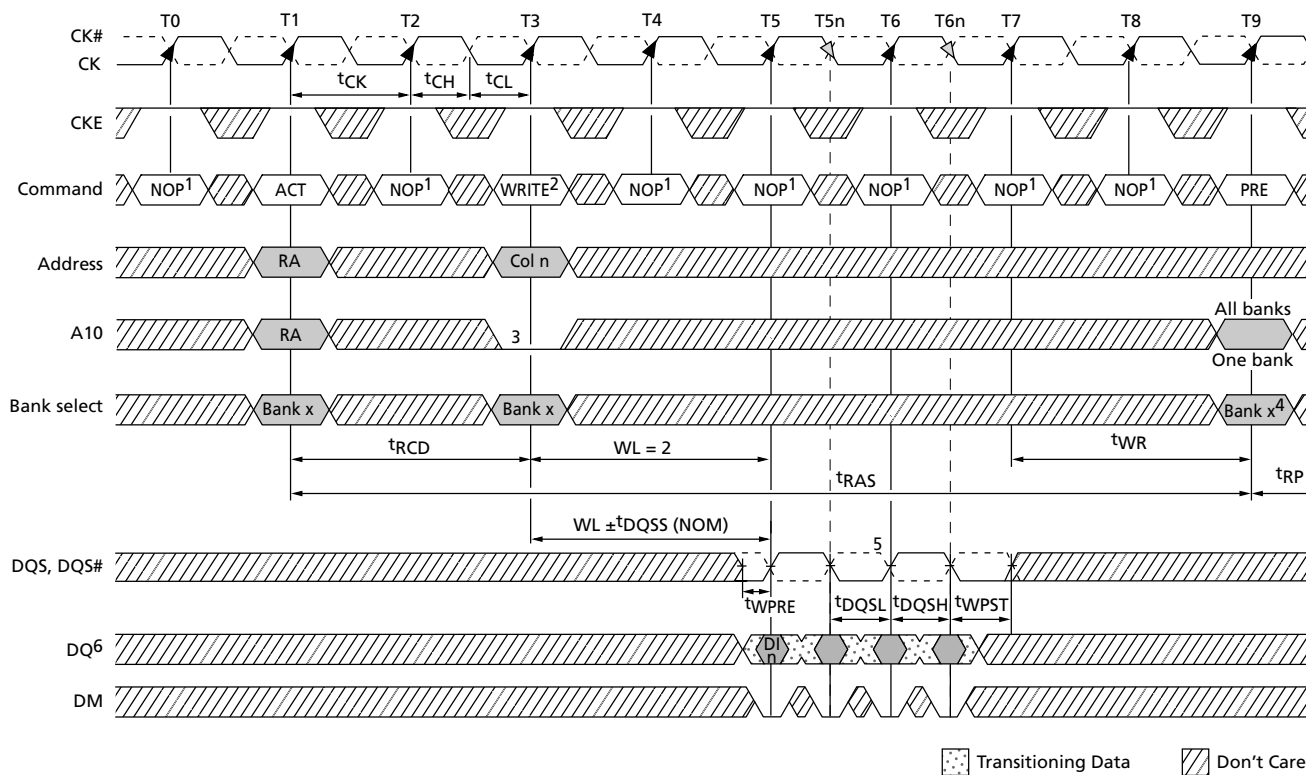 T0 T1 T2 T3 T4 T5 T5n T6 T6n T7 T8 T9
CK#
CK
tCK tCH tCL
CKE
Command NOP1 ACT NOP1 WRITE2 NOP1 NOP1 NOP1 NOP1 NOP1 PRE
Address RA Col n
All banks
A10 RA 3
One bank
Bank select Bank x Bank x Bank x4
tRCD WL = 2 tWR
tRAS tRP
WL ±tDQSS (NOM)
5
DQS, DQS#
tWPRE tDQSL tDQSH tWPST
DQ6 DI
n
DM
Transitioning Data Don't Care